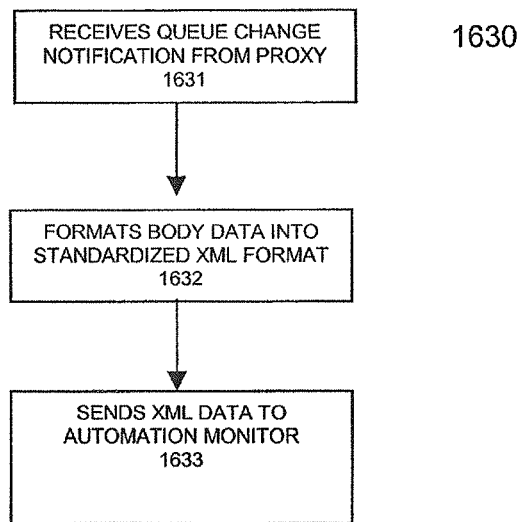 1630
RECEIVES QUEUE CHANGE
NOTIFICATION FROM PROXY
1631
FORMATS BODY DATA INTO
STANDARDIZED XML FORMAT
1632
SENDS XML DATA TO
AUTOMATION MONITOR
1633